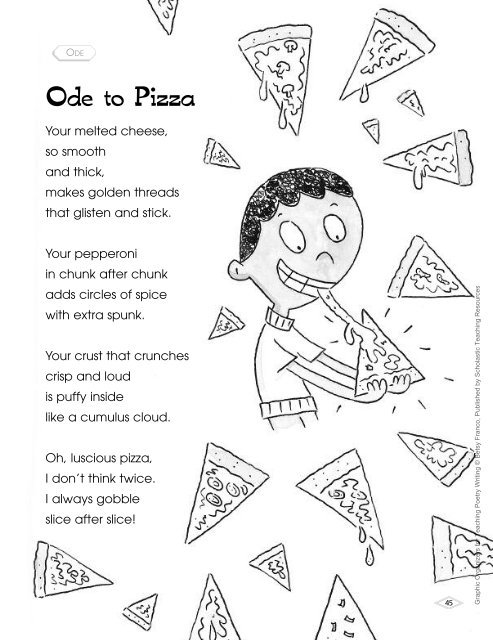 ODE
Ode to Pizza
Your melted cheese,
so smooth
and thick,
makes golden threads
that glisten and stick.
Your pepperoni
in chunk after chunk
adds circles of spice
with extra spunk.
Your crust that crunches
crisp and loud
is puffy inside
like a cumulus cloud.
Oh, luscious pizza,
I don't think twice.
I always gobble
slice after slice!
Graphic Organizers for Teaching Poetry Writing © Betsy Franco, Published by Scholastic Teaching Resources
45